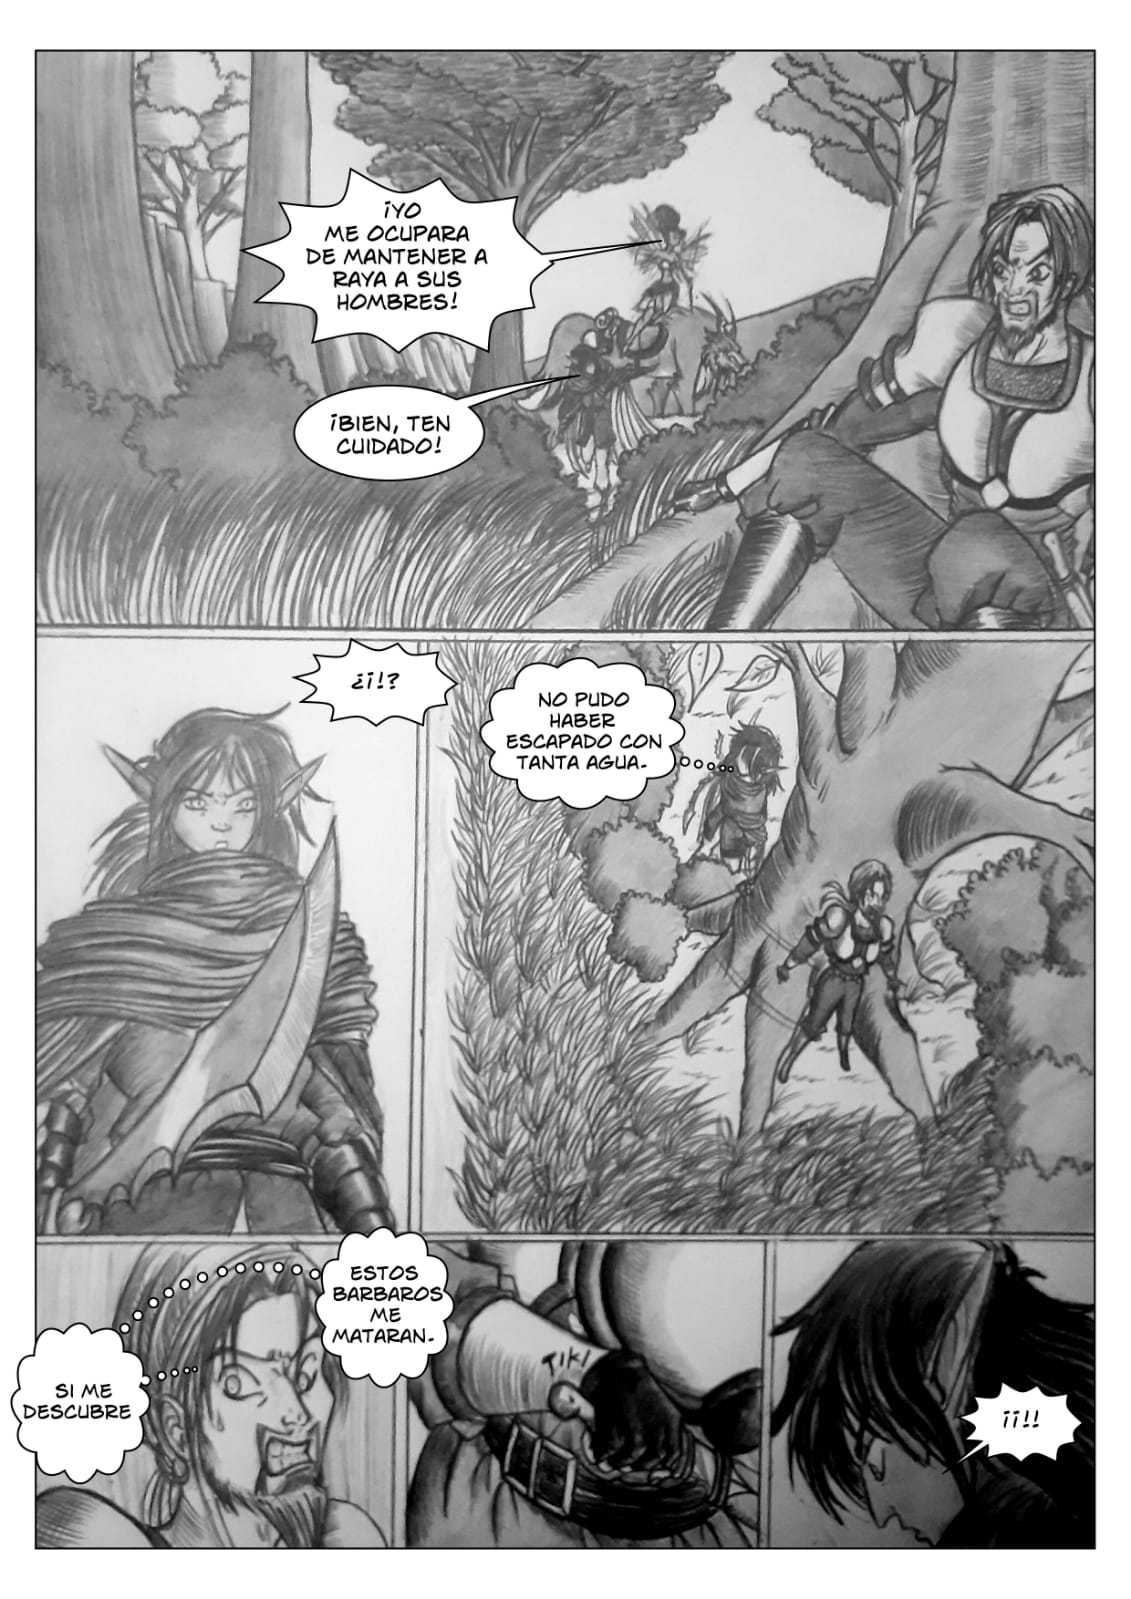 ¡YO
ME OCUPARA
DE MANTENER A
RAYA A SUS
HOMBRES!
¡BIEN, TEN
CUIDADO!
¿¡!?
NO PUDO
HABER
ESCAPADO CON
TANTA AGUA.
SI ME
DESCUBRE
ESTOS
BARBAROS
ME
MATARAN.
TIKI
¡¡!!